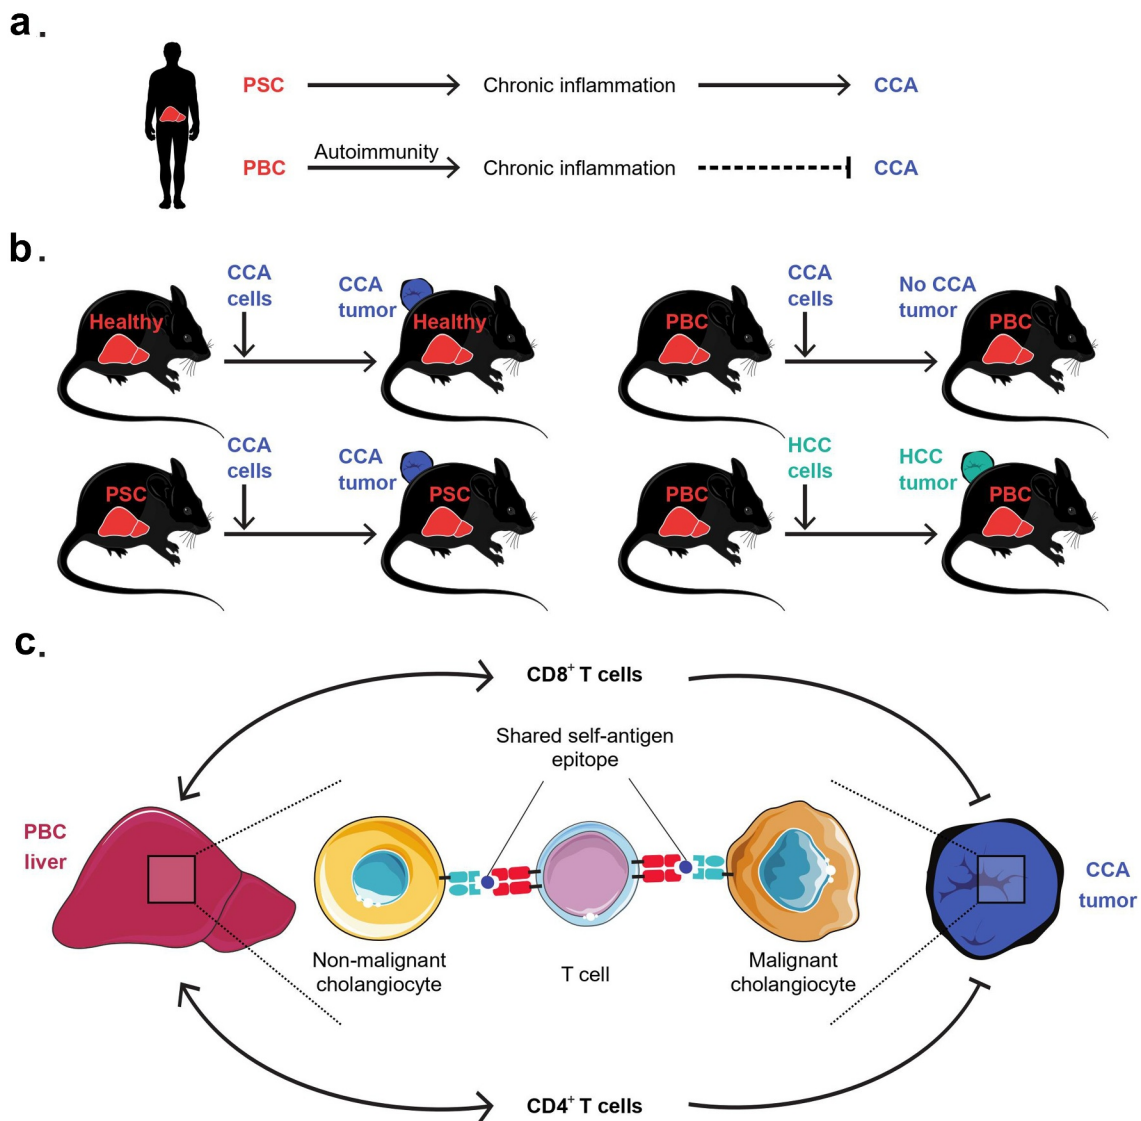 a.
PSC
Chronic inflammation
CCA
Autoimmunity
PBC
Chronic inflammation
CCA
b.
CCA
cells
CCA
tumor
Healthy
Healthy
CCA
cells
No CCA
tumor
PBC
PBC
CCA
cells
CCA
tumor
PSC
PSC
HCC
cells
HCC
tumor
PBC
PBC
c.
CD8⁺ T cells
Shared self-antigen
epitope
PBC
liver
CCA
tumor
Non-malignant
cholangiocyte
T cell
Malignant
cholangiocyte
CD4⁺ T cells